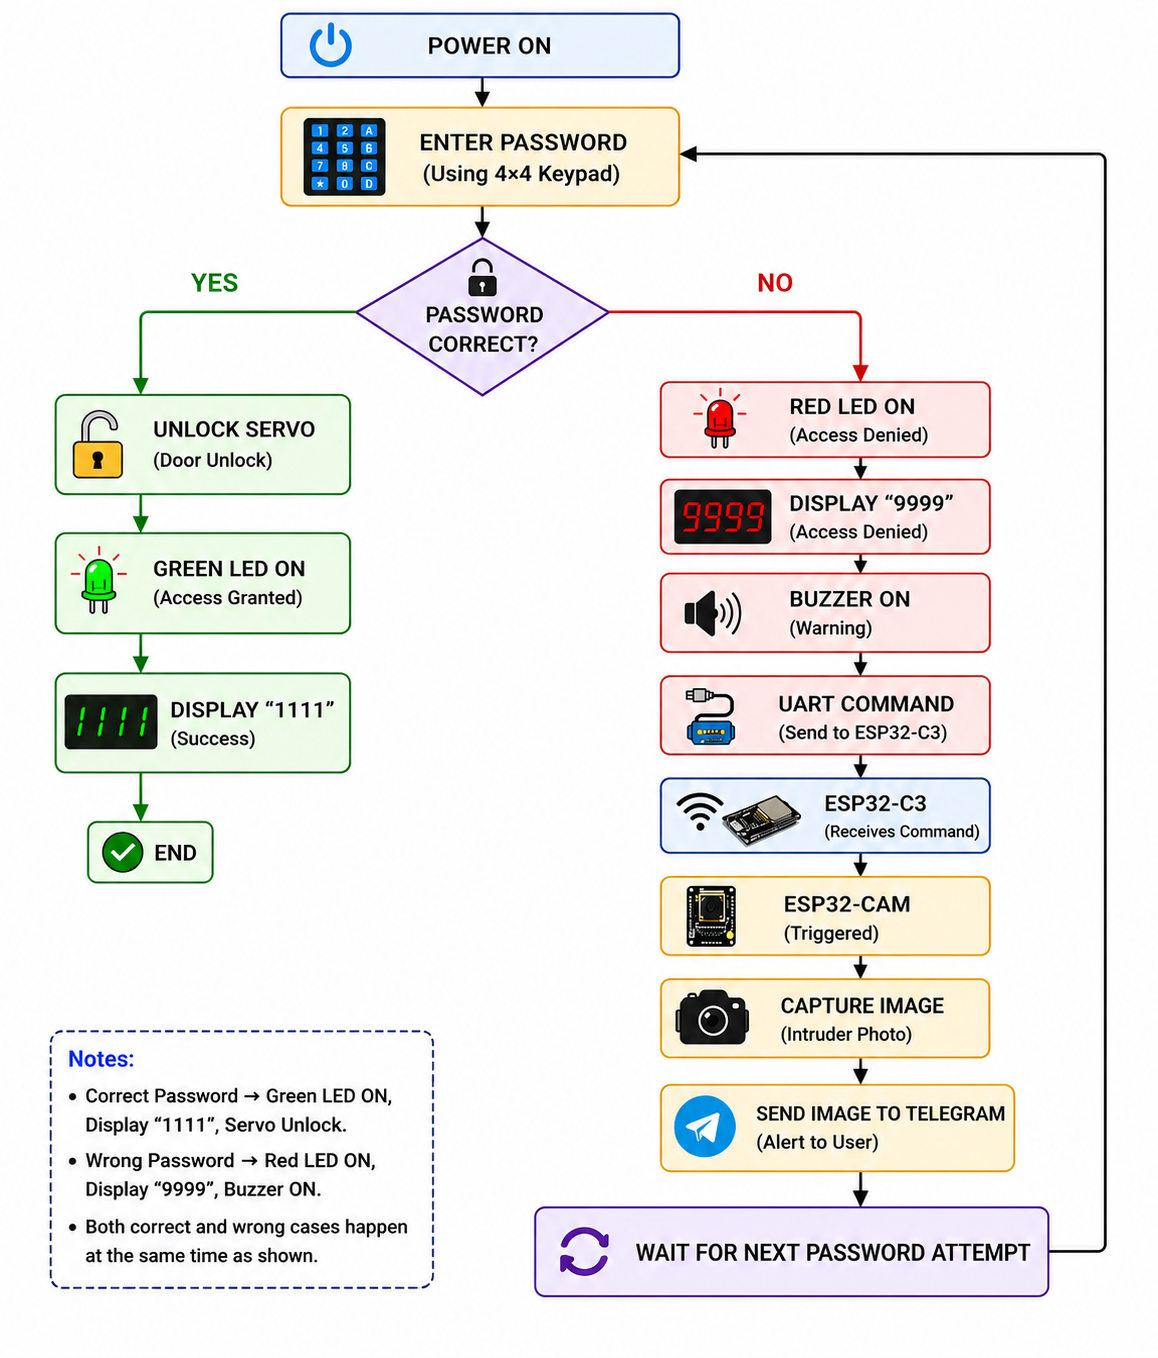 POWER ON
1 2 A
4 5 6
7 8 C
* 0 D
ENTER PASSWORD
(Using 4×4 Keypad)
YES
NO
PASSWORD
CORRECT?
UNLOCK SERVO
(Door Unlock)
GREEN LED ON
(Access Granted)
1111
DISPLAY “1111”
(Success)
END
RED LED ON
(Access Denied)
9999
DISPLAY “9999”
(Access Denied)
BUZZER ON
(Warning)
UART COMMAND
(Send to ESP32-C3)
ESP32-C3
(Receives Command)
ESP32-CAM
(Triggered)
CAPTURE IMAGE
(Intruder Photo)
SEND IMAGE TO TELEGRAM
(Alert to User)
WAIT FOR NEXT PASSWORD ATTEMPT
Notes:
• Correct Password → Green LED ON,
Display “1111”, Servo Unlock.
• Wrong Password → Red LED ON,
Display “9999”, Buzzer ON.
• Both correct and wrong cases happen
at the same time as shown.